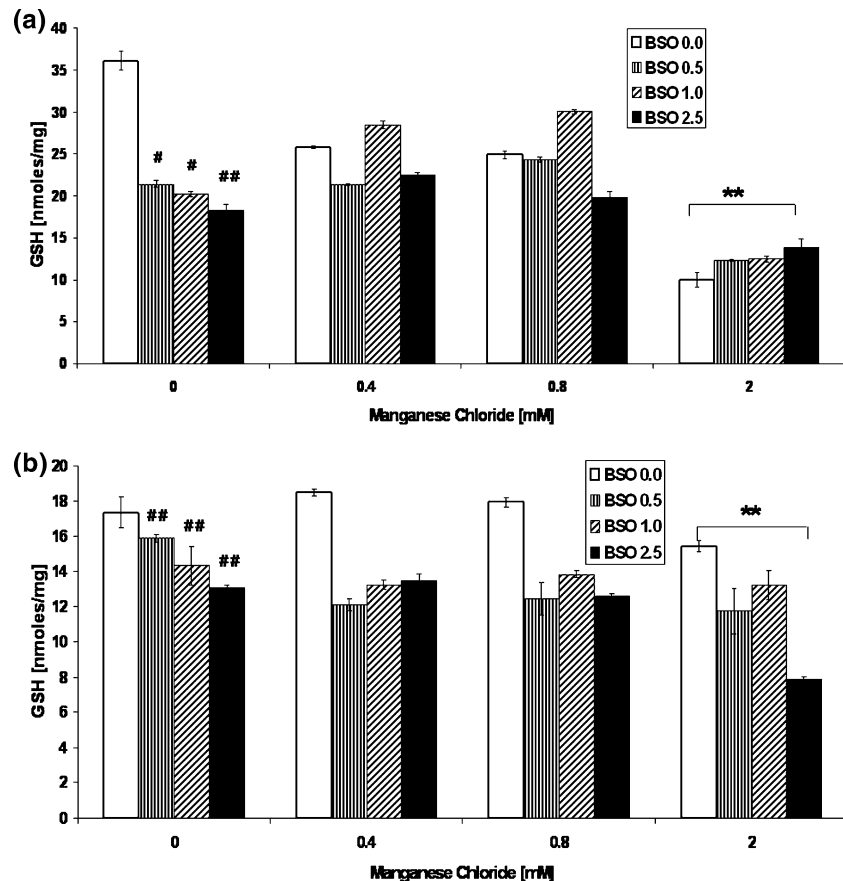 (a)
40
35
30
25
20
15
10
5
0
GSH [nmoles/mg]
# # ##
**
BSO 0.0
BSO 0.5
BSO 1.0
BSO 2.5
0 0.4 0.8 2
Manganese Chloride [mM]
(b)
20
18
16
14
12
10
8
6
4
2
0
GSH [nmoles/mg]
## ## ##
**
BSO 0.0
BSO 0.5
BSO 1.0
BSO 2.5
0 0.4 0.8 2
Manganese Chloride [mM]